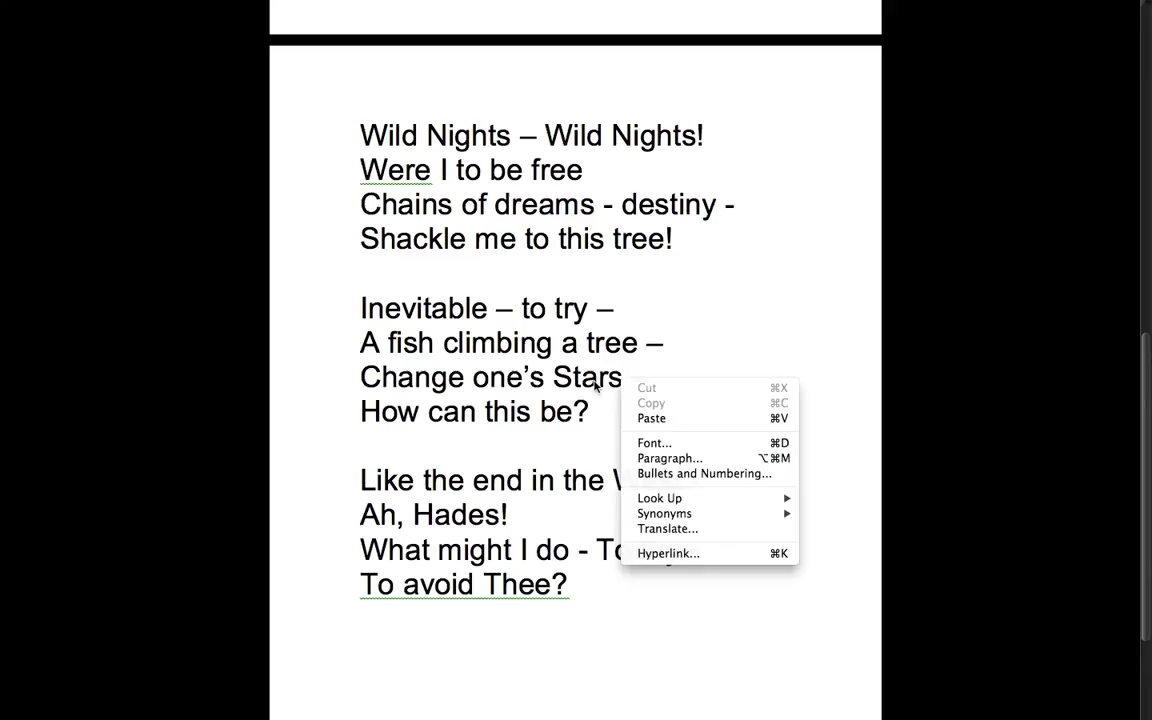 Wild Nights – Wild Nights!
Were I to be free
Chains of dreams - destiny -
Shackle me to this tree!
Inevitable – to try –
A fish climbing a tree –
Change one’s Stars
How can this be?
Like the end in the
Ah, Hades!
What might I do -
To avoid Thee?
Cut ⌘X
Copy ⌘C
Paste ⌘V
Font... ⌘D
Paragraph... ⌥⌘M
Bullets and Numbering...
Look Up
Synonyms
Translate...
Hyperlink... ⌘K